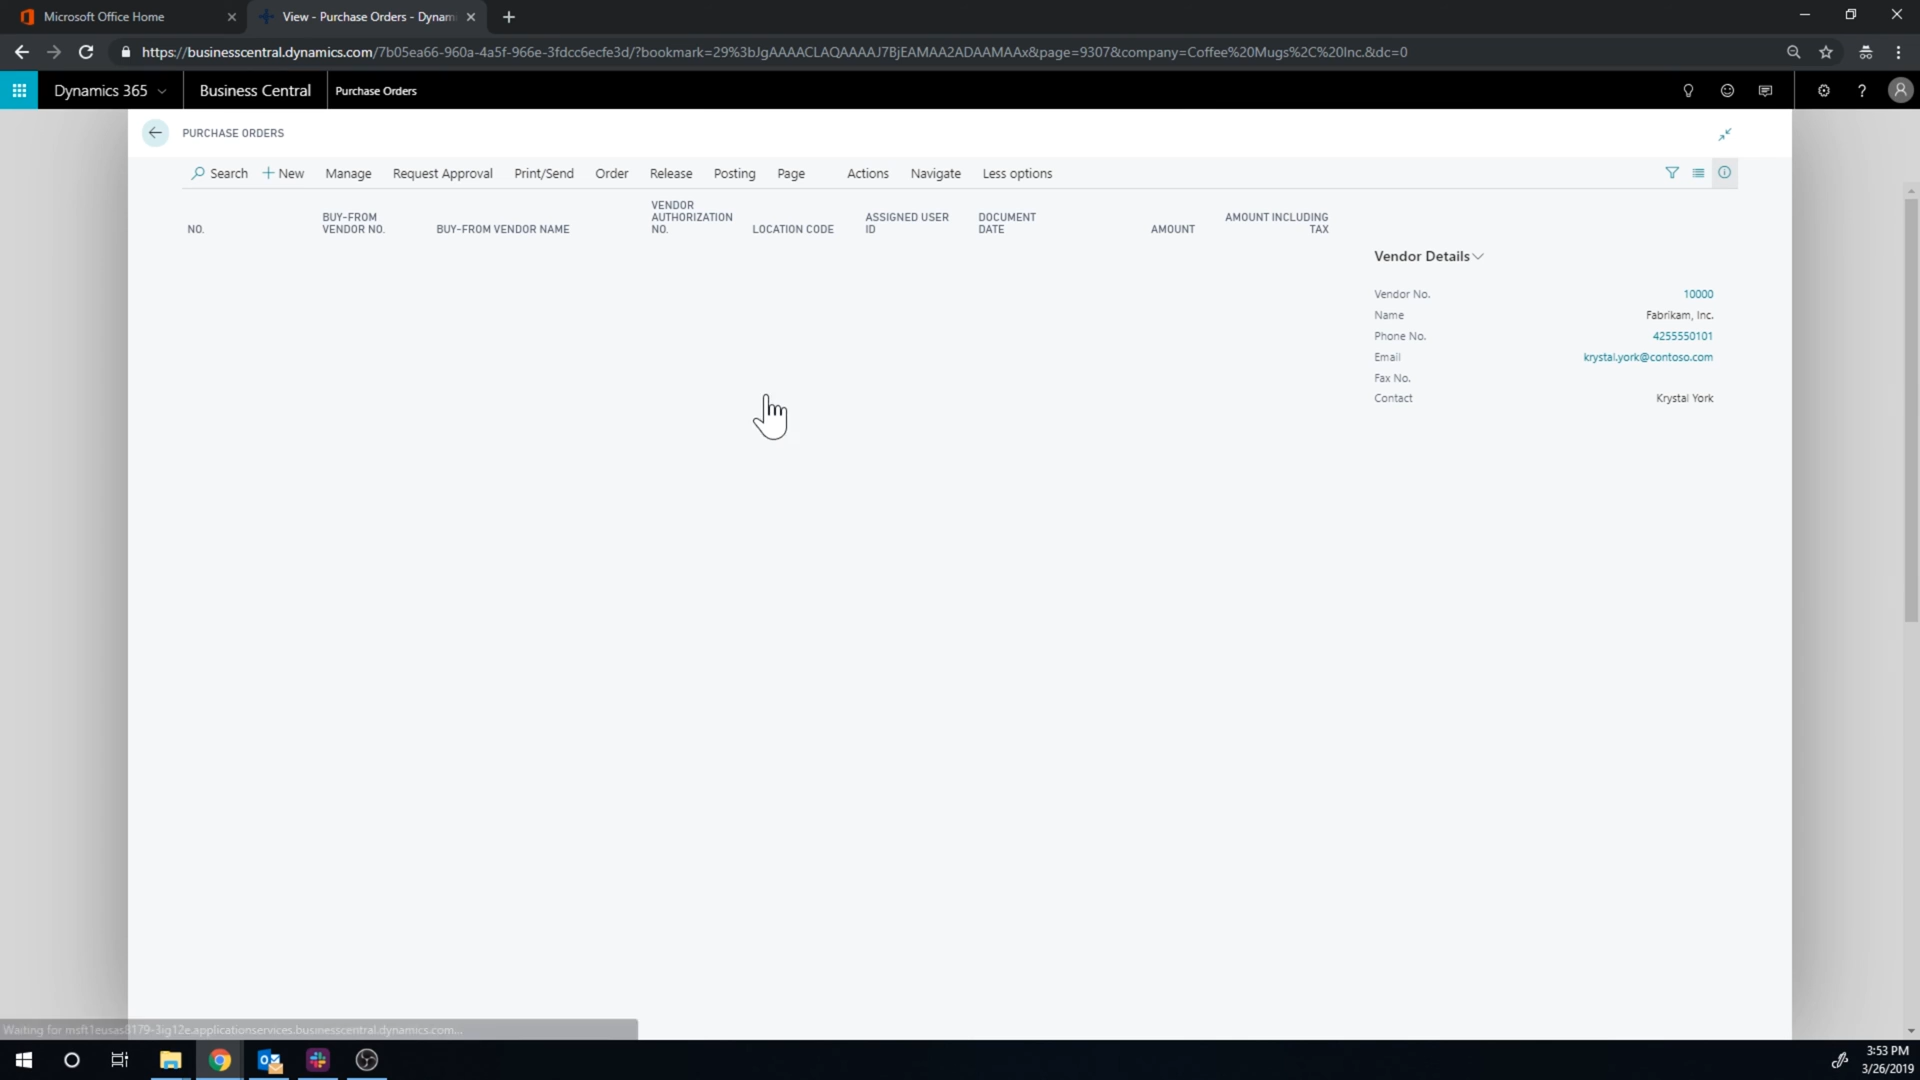 Microsoft Office Home
View - Purchase Orders - Dynami
https://businesscentral.dynamics.com/7b05ea66-960a-4a5f-966e-3fdcc6ecfe3d/?bookmark=29%3bJgAAAACLAQAAAAJ7BjEAMAA2ADAAMAAx&page=9307&company=Coffee%20Mugs%2C%20Inc.&dc=0
Dynamics 365
Business Central
Purchase Orders
PURCHASE ORDERS
Search
New
Manage
Request Approval
Print/Send
Order
Release
Posting
Page
Actions
Navigate
Less options
NO.
BUY-FROM
VENDOR NO.
BUY-FROM VENDOR NAME
VENDOR
AUTHORIZATION
NO.
LOCATION CODE
ASSIGNED USER
ID
DOCUMENT
DATE
AMOUNT
AMOUNT INCLUDING
TAX
Vendor Details
Vendor No. 10000
Name Fabrikam, Inc.
Phone No. 4255550101
Email krystal.york@contoso.com
Fax No.
Contact Krystal York
Waiting for msft1eusas8179-3ig12e.applicationservices.businesscentral.dynamics.com...
3:53 PM
3/26/2019